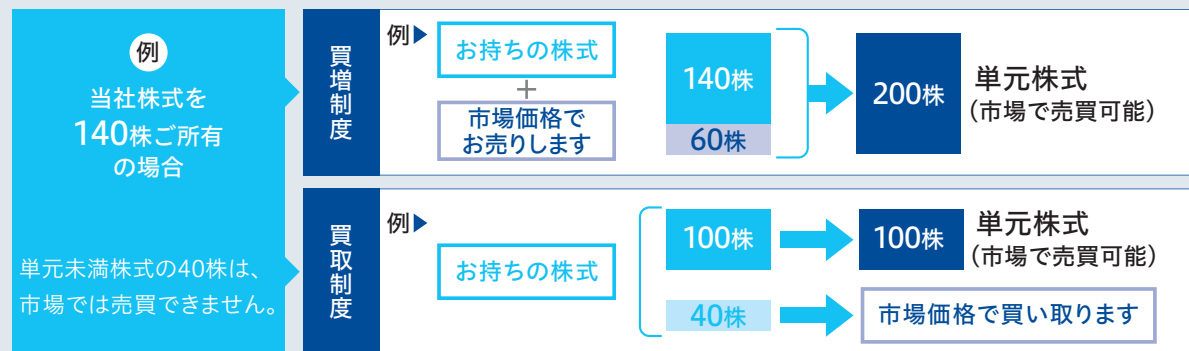 例
当社株式を
140株ご所有
の場合
単元未満株式の40株は、
市場では売買できません。
買増制度
例▶
お持ちの株式
＋
市場価格で
お売りします
140株
60株
200株
単元株式
（市場で売買可能）
買取制度
例▶
お持ちの株式
100株
40株
100株
単元株式
（市場で売買可能）
市場価格で買い取ります